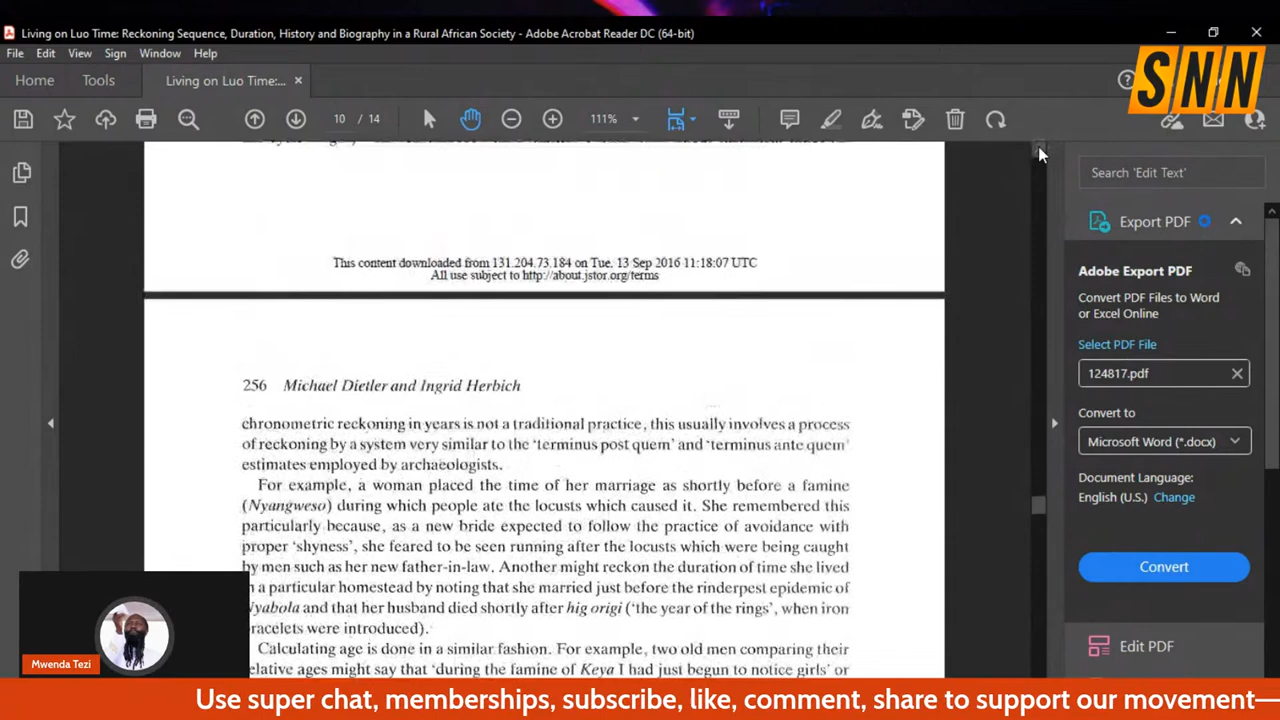 Living on Luo Time: Reckoning Sequence, Duration, History and Biography in a Rural African Society - Adobe Acrobat Reader DC (64-bit)
File Edit View Sign Window Help
SNN
Home Tools Living on Luo Time:... ×
10 / 14 111%
Search 'Edit Text'
Export PDF
Adobe Export PDF
Convert PDF Files to Word
or Excel Online
Select PDF File
124817.pdf
Convert to
Microsoft Word (*.docx)
Document Language:
English (U.S.) Change
Convert
Edit PDF
This content downloaded from 131.204.73.184 on Tue, 13 Sep 2016 11:18:07 UTC
All use subject to http://about.jstor.org/terms
256 Michael Dietler and Ingrid Herbich
chronometric reckoning in years is not a traditional practice, this usually involves a process
of reckoning by a system very similar to the 'terminus post quem' and 'terminus ante quem'
estimates employed by archaeologists.
For example, a woman placed the time of her marriage as shortly before a famine
(Nyangweso) during which people ate the locusts which caused it. She remembered this
particularly because, as a new bride expected to follow the practice of avoidance with
proper 'shyness', she feared to be seen running after the locusts which were being caught
by men such as her new father-in-law. Another might reckon the duration of time she lived
n a particular homestead by noting that she married just before the rinderpest epidemic of
Nyabola and that her husband died shortly after hig origi ('the year of the rings', when iron
bracelets were introduced).
Calculating age is done in a similar fashion. For example, two old men comparing their
relative ages might say that 'during the famine of Keya I had just begun to notice girls' or
Mwenda Tezi
Use super chat, memberships, subscribe, like, comment, share to support our movement—